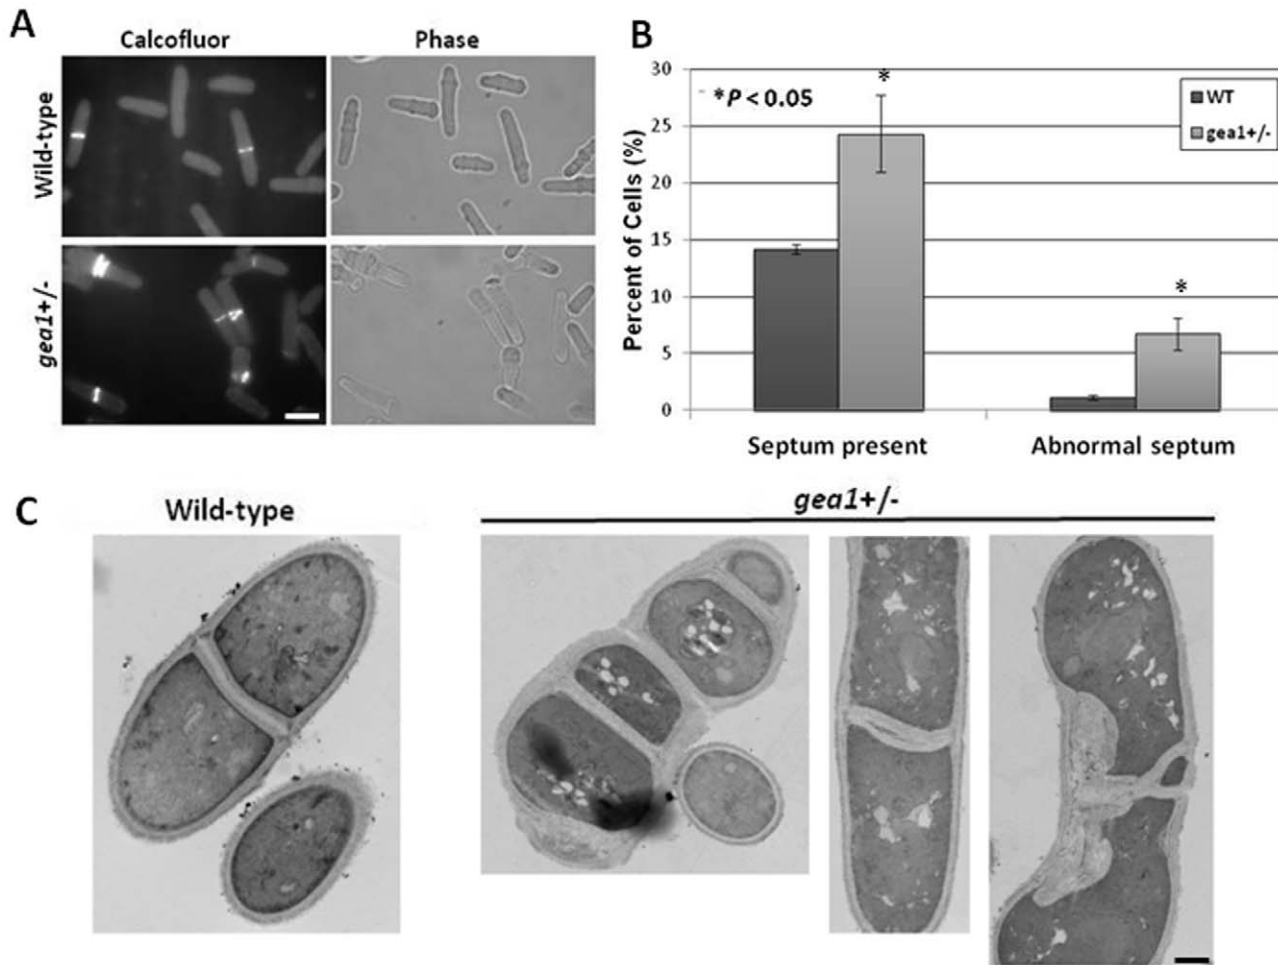 A
Calcofluor
Phase
Wild-type
gea1+/-
B
30
25
20
15
10
5
0
Percent of Cells (%)
*P < 0.05
*
*
WT
gea1+/-
Septum present
Abnormal septum
C
Wild-type
gea1+/-